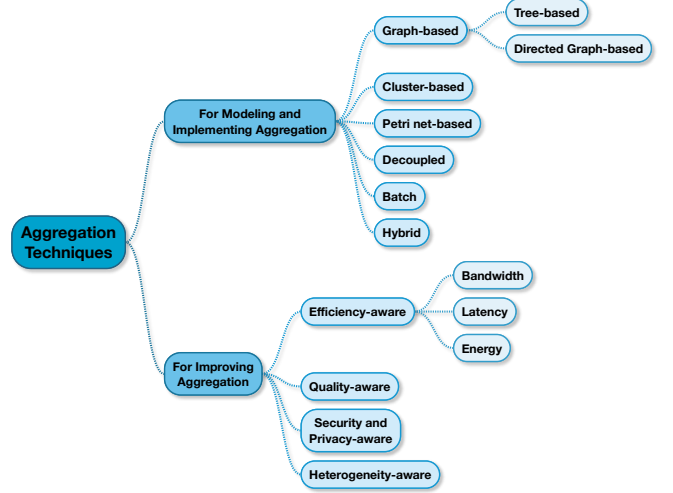 Aggregation
Techniques
For Modeling and
Implementing Aggregation
Graph-based
Tree-based
Directed Graph-based
Cluster-based
Petri net-based
Decoupled
Batch
Hybrid
For Improving
Aggregation
Efficiency-aware
Bandwidth
Latency
Energy
Quality-aware
Security and
Privacy-aware
Heterogeneity-aware